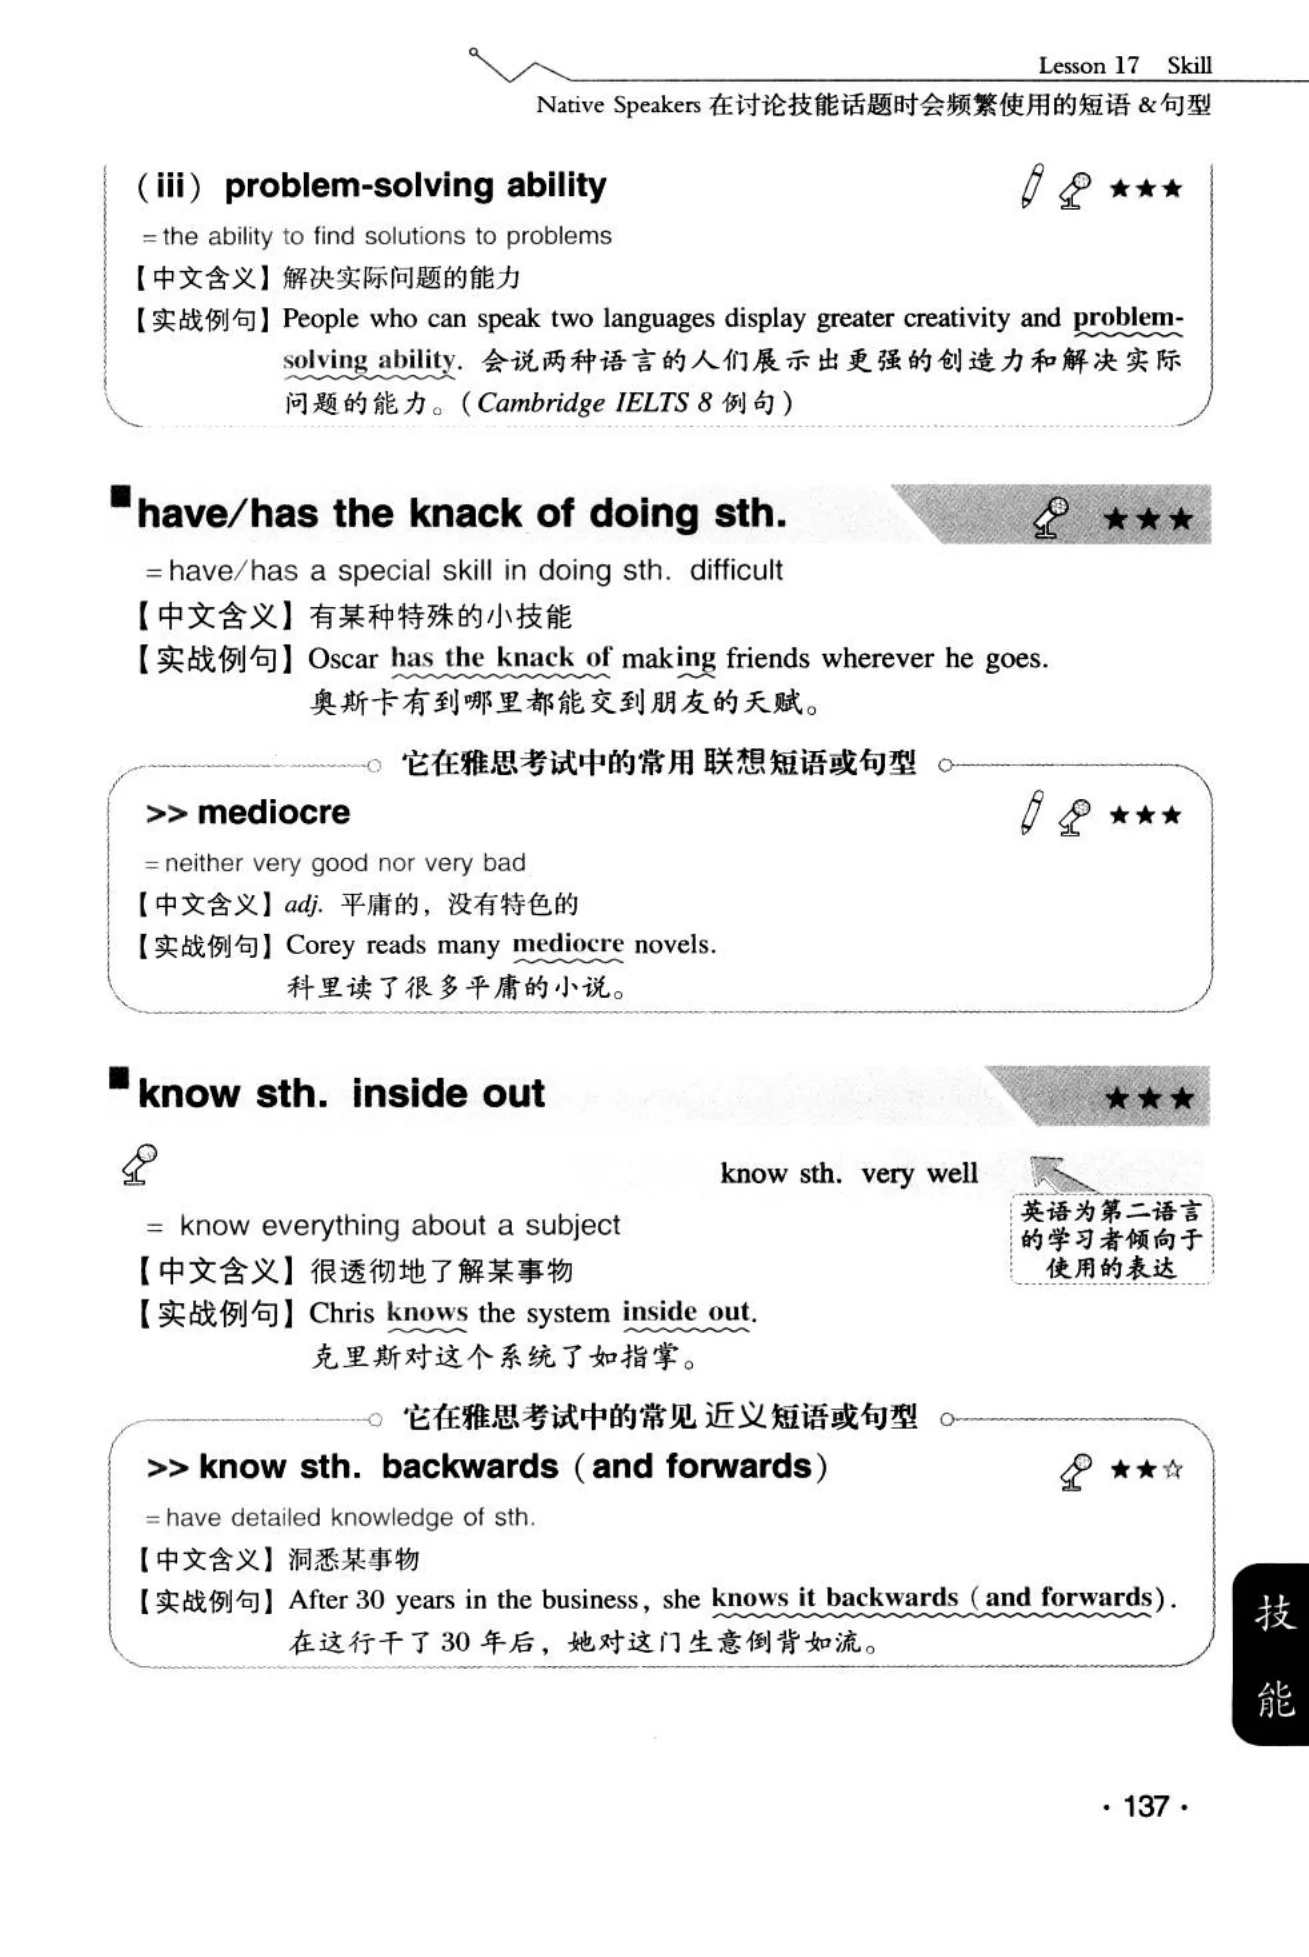 Lesson 17 Skill
Native Speakers 在讨论技能话题时会频繁使用的短语 &句型
(iii) problem-solving ability ★★★
=the ability to find solutions to problems
【中文含义】解决实际问题的能力
【实战例句】People who can speak two languages display greater creativity and problem-
solving ability. 会说两种语言的人们展示出更强的创造力和解决实际
问题的能力。(Cambridge IELTS 8 例句)
■have/has the knack of doing sth. ★★★
=have/has a special skill in doing sth. difficult
【中文含义】有某种特殊的小技能
【实战例句】Oscar has the knack of making friends wherever he goes.
奥斯卡有到哪里都能交到朋友的天赋。
它在雅思考试中的常用 联想短语或句型
>> mediocre ★★★
=neither very good nor very bad
【中文含义】adj. 平庸的，没有特色的
【实战例句】Corey reads many mediocre novels.
科里读了很多平庸的小说。
■know sth. inside out ★★★
know sth. very well
英语为第二语言
的学习者倾向于
使用的表达
= know everything about a subject
【中文含义】很透彻地了解某事物
【实战例句】Chris knows the system inside out.
克里斯对这个系统了如指掌。
它在雅思考试中的常见 近义短语或句型
>> know sth. backwards (and forwards) ★★☆
=have detailed knowledge of sth.
【中文含义】洞悉某事物
【实战例句】After 30 years in the business, she knows it backwards (and forwards).
在这行干了 30 年后，她对这门生意倒背如流。
技
能
· 137 ·